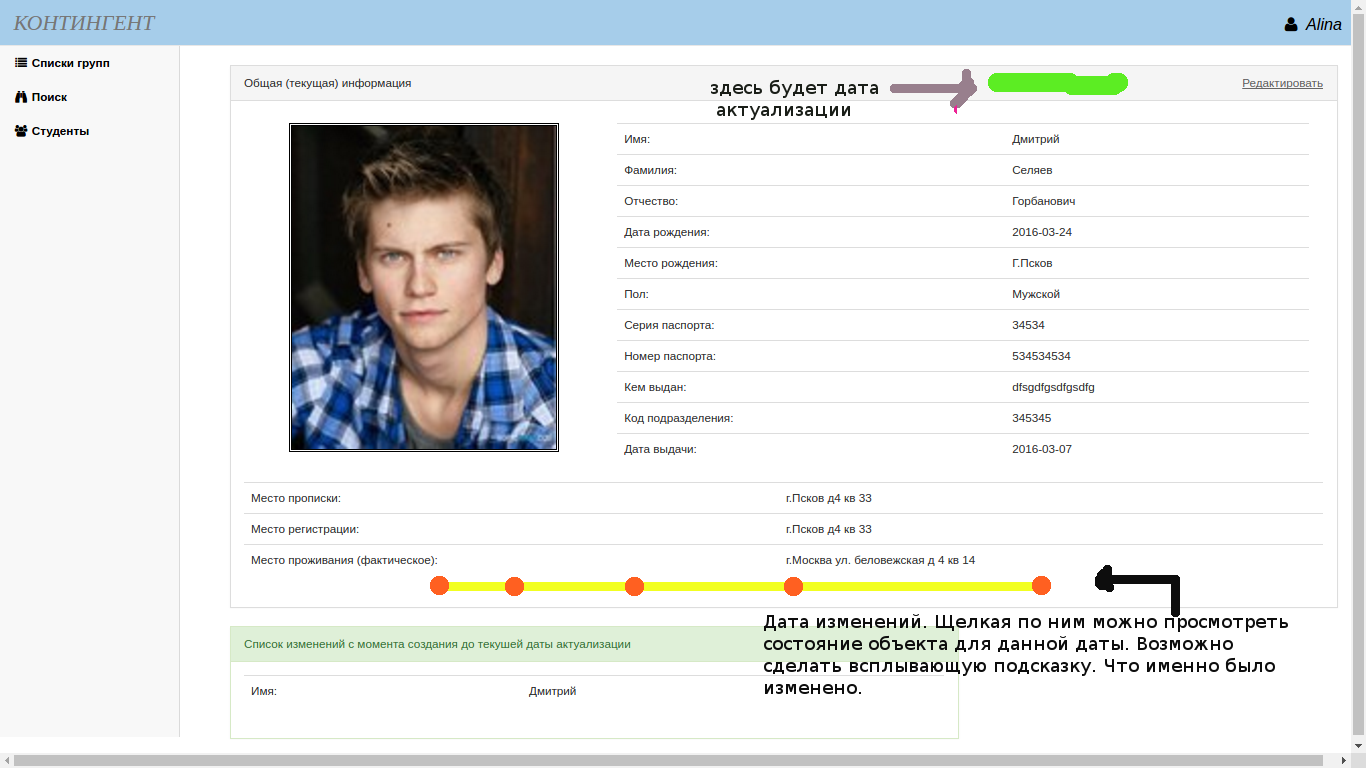 КОНТИНГЕНТ
Alina
Списки групп
Поиск
Студенты
Общая (текущая) информация
здесь будет дата
актуализации
Редактировать
Имя: Дмитрий
Фамилия: Селяев
Отчество: Горбанович
Дата рождения: 2016-03-24
Место рождения: Г.Псков
Пол: Мужской
Серия паспорта: 34534
Номер паспорта: 534534534
Кем выдан: dfsgdfgsdfgsdfg
Код подразделения: 345345
Дата выдачи: 2016-03-07
Место прописки: г.Псков д4 кв 33
Место регистрации: г.Псков д4 кв 33
Место проживания (фактическое): г.Москва ул. беловежская д 4 кв 14
Дата изменений. Щелкая по ним можно просмотреть
состояние объекта для данной даты. Возможно
сделать всплывающую подсказку. Что именно было
изменено.
Список изменений с момента создания до текушей даты актуализации
Имя: Дмитрий